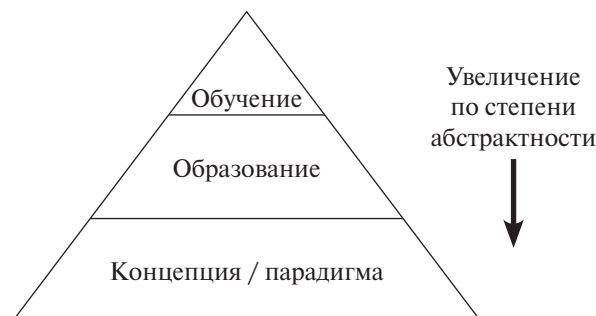 Обучение
Образование
Концепция / парадигма
Увеличение
по степени
абстрактности